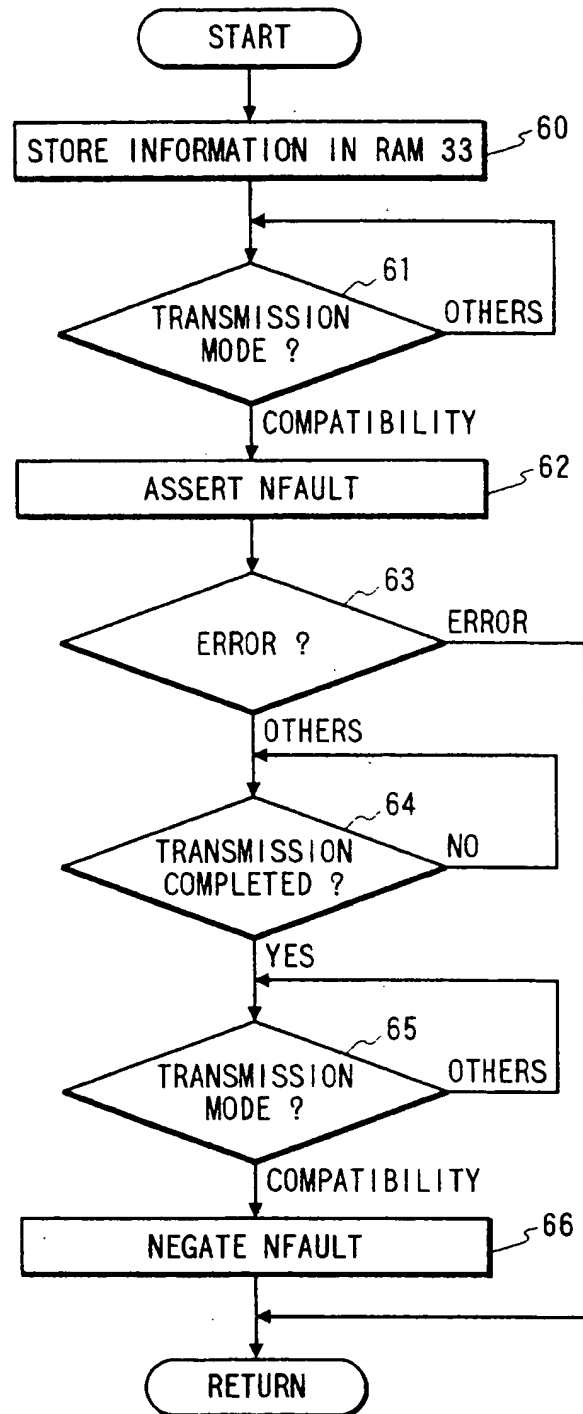 START
STORE INFORMATION IN RAM 33
60
61
TRANSMISSION
MODE ?
OTHERS
COMPATIBILITY
ASSERT NFAULT
62
63
ERROR ?
ERROR
OTHERS
64
TRANSMISSION
COMPLETED ?
NO
YES
65
TRANSMISSION
MODE ?
OTHERS
COMPATIBILITY
NEGATE NFAULT
66
RETURN